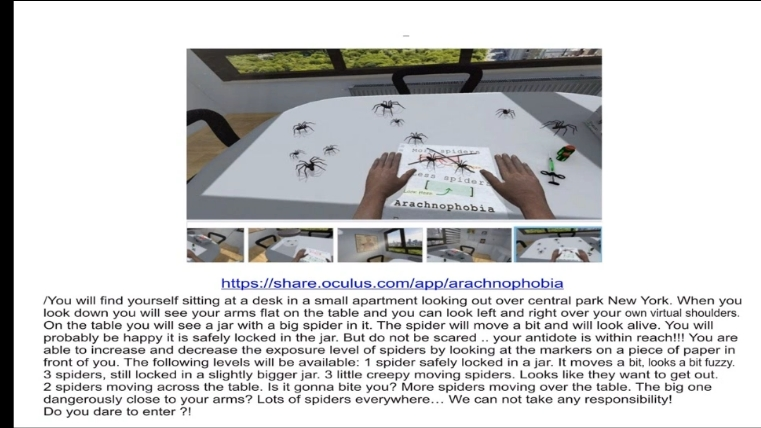 More spiders
Less spiders
Arachnophobia
https://share.oculus.com/app/arachnophobia
/You will find yourself sitting at a desk in a small apartment looking out over central park New York. When you
look down you will see your arms flat on the table and you can look left and right over your own virtual shoulders.
On the table you will see a jar with a big spider in it. The spider will move a bit and will look alive. You will
probably be happy it is safely locked in the jar. But do not be scared .. your antidote is within reach!!! You are
able to increase and decrease the exposure level of spiders by looking at the markers on a piece of paper in
front of you. The following levels will be available: 1 spider safely locked in a jar. It moves a bit, looks a bit fuzzy.
3 spiders, still locked in a slightly bigger jar. 3 little creepy moving spiders. Looks like they want to get out.
2 spiders moving across the table. Is it gonna bite you? More spiders moving over the table. The big one
dangerously close to your arms? Lots of spiders everywhere… We can not take any responsibility!
Do you dare to enter ?!